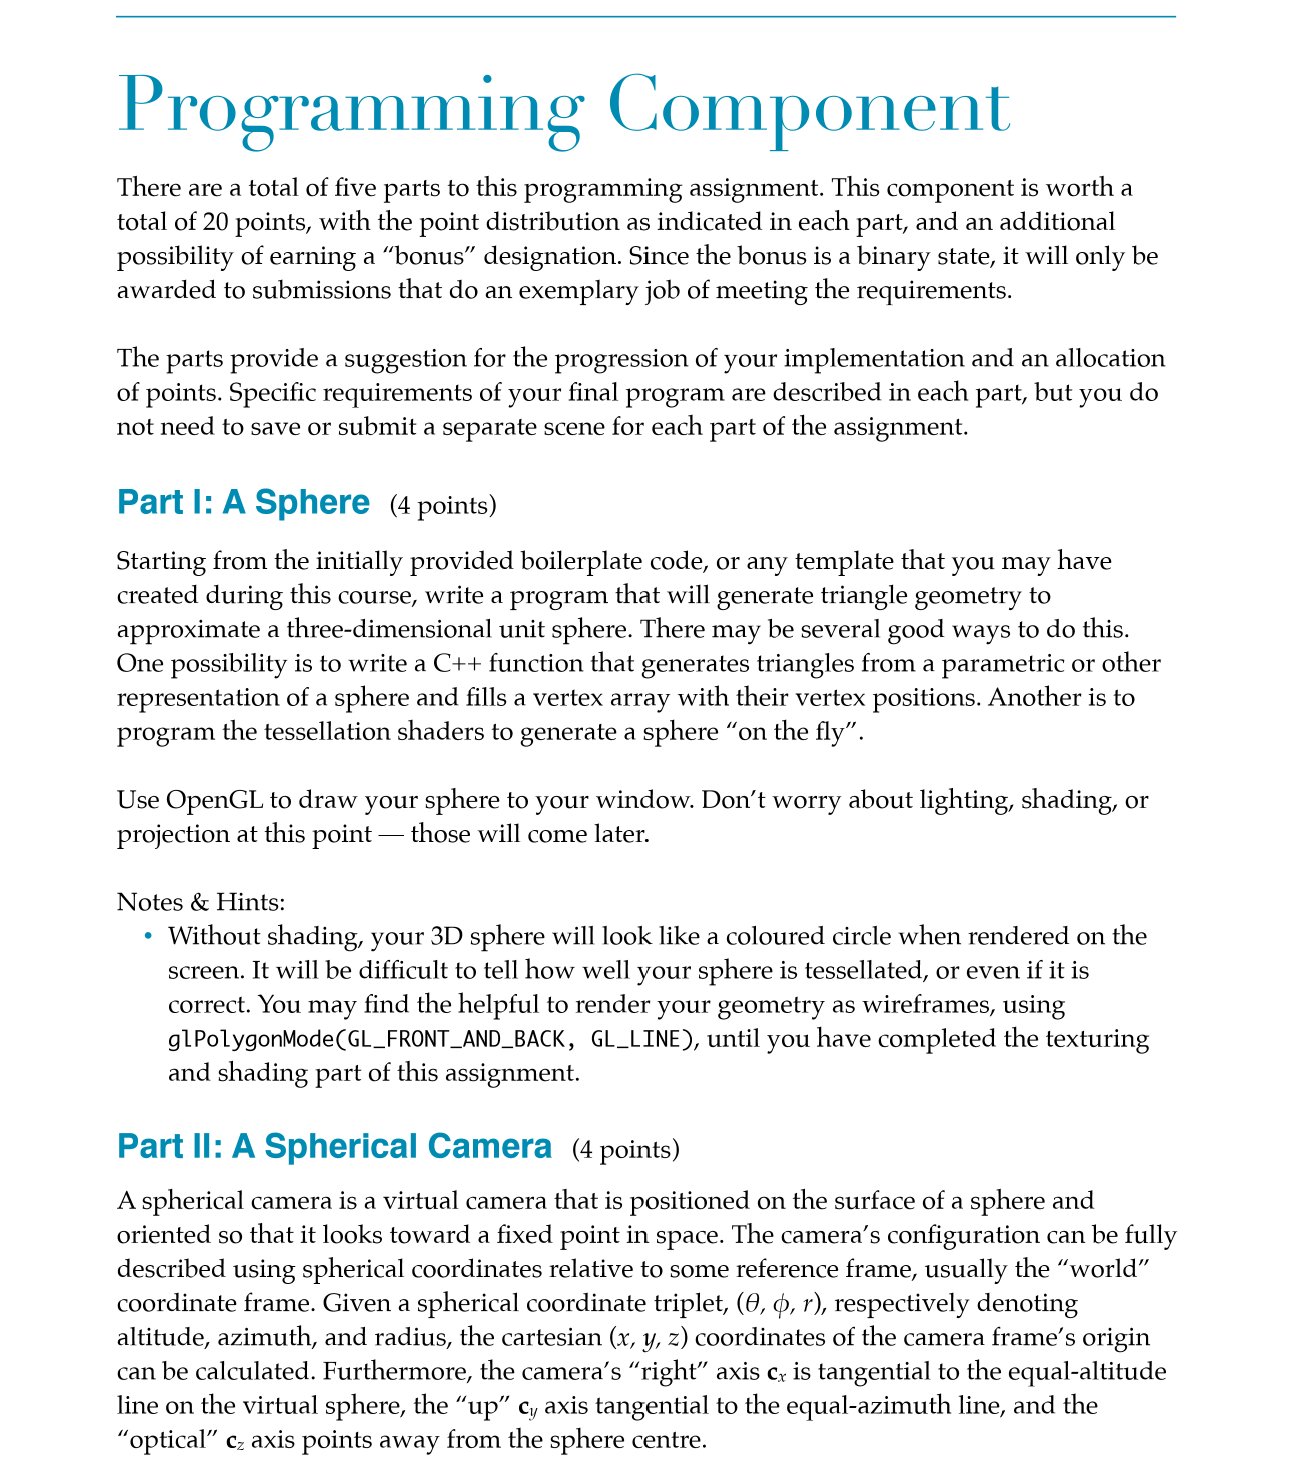 Programming Component
There are a total of five parts to this programming assignment. This component is worth a
total of 20 points, with the point distribution as indicated in each part, and an additional
possibility of earning a “bonus” designation. Since the bonus is a binary state, it will only be
awarded to submissions that do an exemplary job of meeting the requirements.
The parts provide a suggestion for the progression of your implementation and an allocation
of points. Specific requirements of your final program are described in each part, but you do
not need to save or submit a separate scene for each part of the assignment.
Part I: A Sphere (4 points)
Starting from the initially provided boilerplate code, or any template that you may have
created during this course, write a program that will generate triangle geometry to
approximate a three-dimensional unit sphere. There may be several good ways to do this.
One possibility is to write a C++ function that generates triangles from a parametric or other
representation of a sphere and fills a vertex array with their vertex positions. Another is to
program the tessellation shaders to generate a sphere “on the fly”.
Use OpenGL to draw your sphere to your window. Don’t worry about lighting, shading, or
projection at this point — those will come later.
Notes & Hints:
• Without shading, your 3D sphere will look like a coloured circle when rendered on the
screen. It will be difficult to tell how well your sphere is tessellated, or even if it is
correct. You may find the helpful to render your geometry as wireframes, using
glPolygonMode(GL_FRONT_AND_BACK, GL_LINE), until you have completed the texturing
and shading part of this assignment.
Part II: A Spherical Camera (4 points)
A spherical camera is a virtual camera that is positioned on the surface of a sphere and
oriented so that it looks toward a fixed point in space. The camera’s configuration can be fully
described using spherical coordinates relative to some reference frame, usually the “world”
coordinate frame. Given a spherical coordinate triplet, (θ, ϕ, r), respectively denoting
altitude, azimuth, and radius, the cartesian (x, y, z) coordinates of the camera frame’s origin
can be calculated. Furthermore, the camera’s “right” axis cx is tangential to the equal-altitude
line on the virtual sphere, the “up” cy axis tangential to the equal-azimuth line, and the
“optical” cz axis points away from the sphere centre.